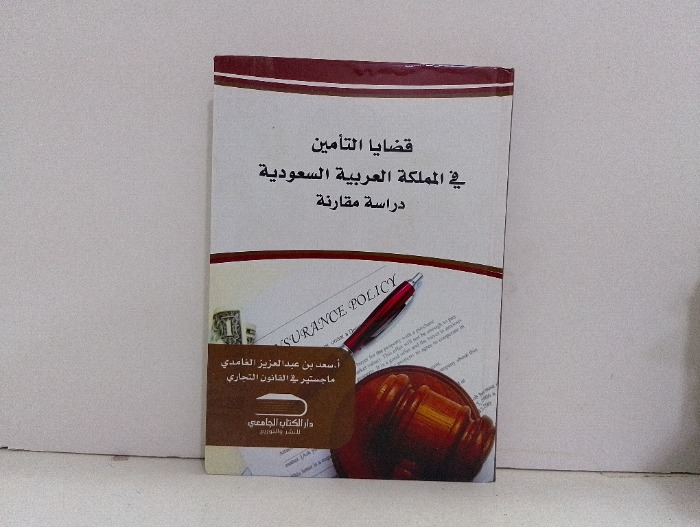 قضايا التأمين
في المملكة العربية السعودية
دراسة مقارنة
INSURANCE POLICY
أ.سعد بن عبدالعزيز الغامدي
ماجستير في القانون التجاري
دار الكتاب الجامعي
للنشر والتوزيع